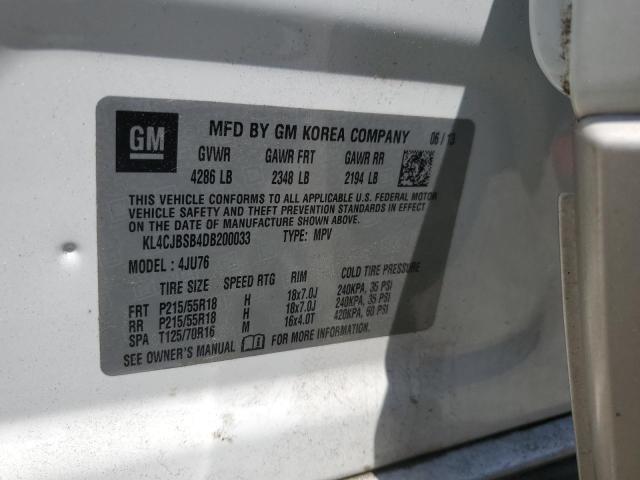 GM
MFD BY GM KOREA COMPANY 06 / 13
GVWR GAWR FRT GAWR RR
4286 LB 2348 LB 2194 LB
THIS VEHICLE CONFORMS TO ALL APPLICABLE U.S. FEDERAL MOTOR
VEHICLE SAFETY AND THEFT PREVENTION STANDARDS IN EFFECT
ON THE DATE OF MANUFACTURE SHOWN ABOVE.
KL4CJBSB4DB200033 TYPE: MPV
MODEL: 4JU76
TIRE SIZE SPEED RTG RIM COLD TIRE PRESSURE
FRT P215/55R18 H 18x7.0J 240KPA, 35 PSI
RR P215/55R18 H 18x7.0J 240KPA, 35 PSI
SPA T125/70R16 M 16x4.0T 420KPA, 60 PSI
SEE OWNER'S MANUAL FOR MORE INFORMATION.